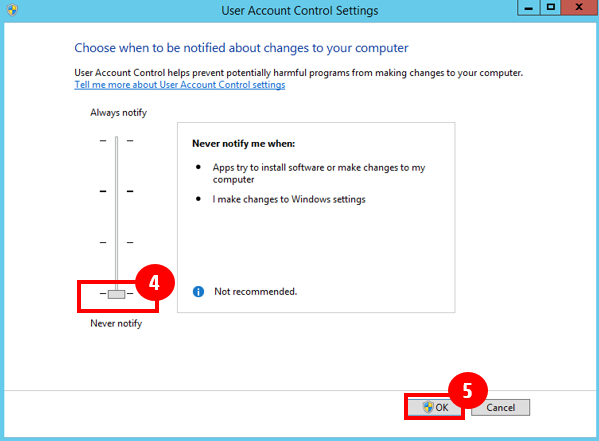 User Account Control Settings
Choose when to be notified about changes to your computer
User Account Control helps prevent potentially harmful programs from making changes to your computer.
Tell me more about User Account Control settings
Always notify
Never notify me when:
• Apps try to install software or make changes to my
computer
• I make changes to Windows settings
4
Not recommended.
Never notify
5
OK
Cancel